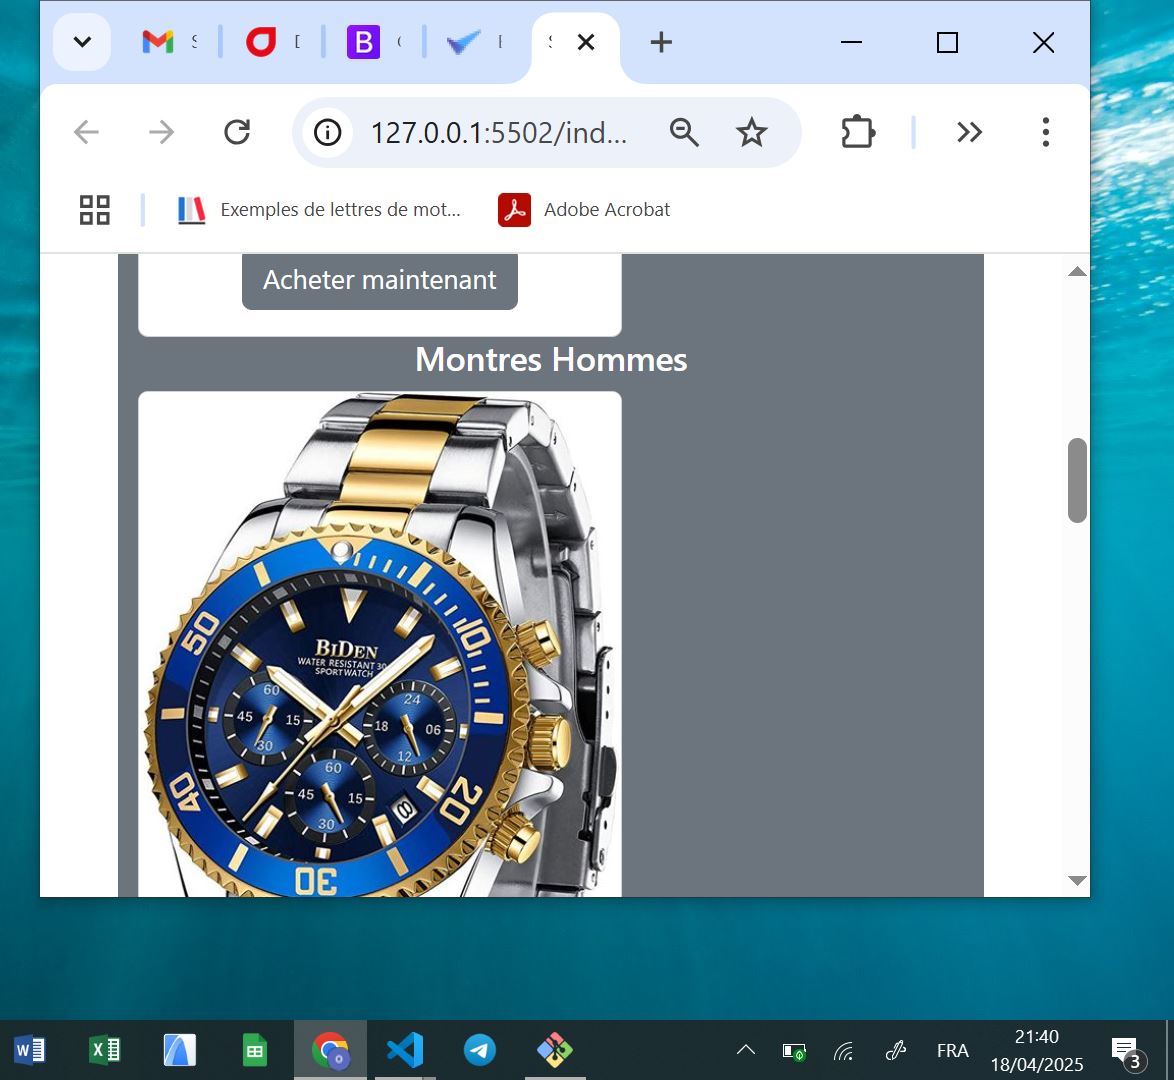 127.0.0.1:5502/ind...
Exemples de lettres de mot...
Adobe Acrobat
Acheter maintenant
Montres Hommes
BIDEN
WATER RESISTANT 30
SPORT WATCH
50
10
20
30
40
60
45
15
30
24
18
06
12
60
45
15
30
FRA
21:40
18/04/2025
3